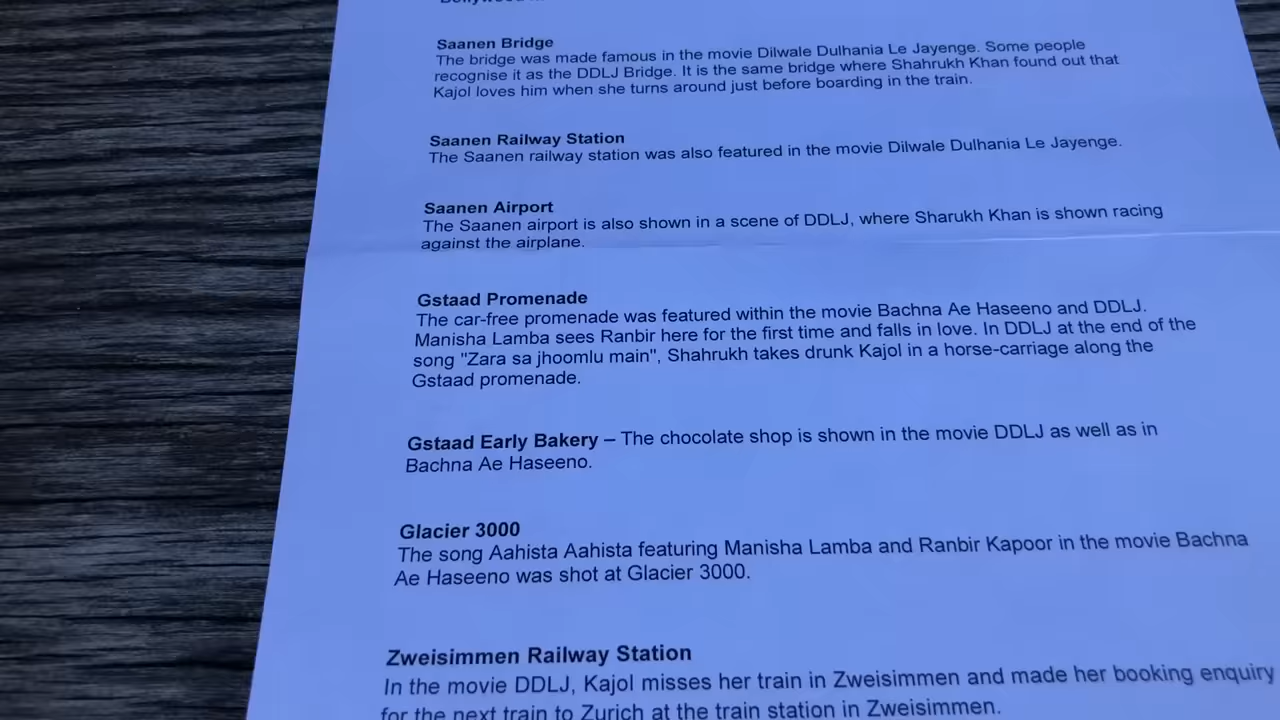 Saanen Bridge
The bridge was made famous in the movie Dilwale Dulhania Le Jayenge. Some people
recognise it as the DDLJ Bridge. It is the same bridge where Shahrukh Khan found out that
Kajol loves him when she turns around just before boarding in the train.
Saanen Railway Station
The Saanen railway station was also featured in the movie Dilwale Dulhania Le Jayenge.
Saanen Airport
The Saanen airport is also shown in a scene of DDLJ, where Sharukh Khan is shown racing
against the airplane.
Gstaad Promenade
The car-free promenade was featured within the movie Bachna Ae Haseeno and DDLJ.
Manisha Lamba sees Ranbir here for the first time and falls in love. In DDLJ at the end of the
song "Zara sa jhoomlu main", Shahrukh takes drunk Kajol in a horse-carriage along the
Gstaad promenade.
Gstaad Early Bakery – The chocolate shop is shown in the movie DDLJ as well as in
Bachna Ae Haseeno.
Glacier 3000
The song Aahista Aahista featuring Manisha Lamba and Ranbir Kapoor in the movie Bachna
Ae Haseeno was shot at Glacier 3000.
Zweisimmen Railway Station
In the movie DDLJ, Kajol misses her train in Zweisimmen and made her booking enquiry
for the next train to Zurich at the train station in Zweisimmen.